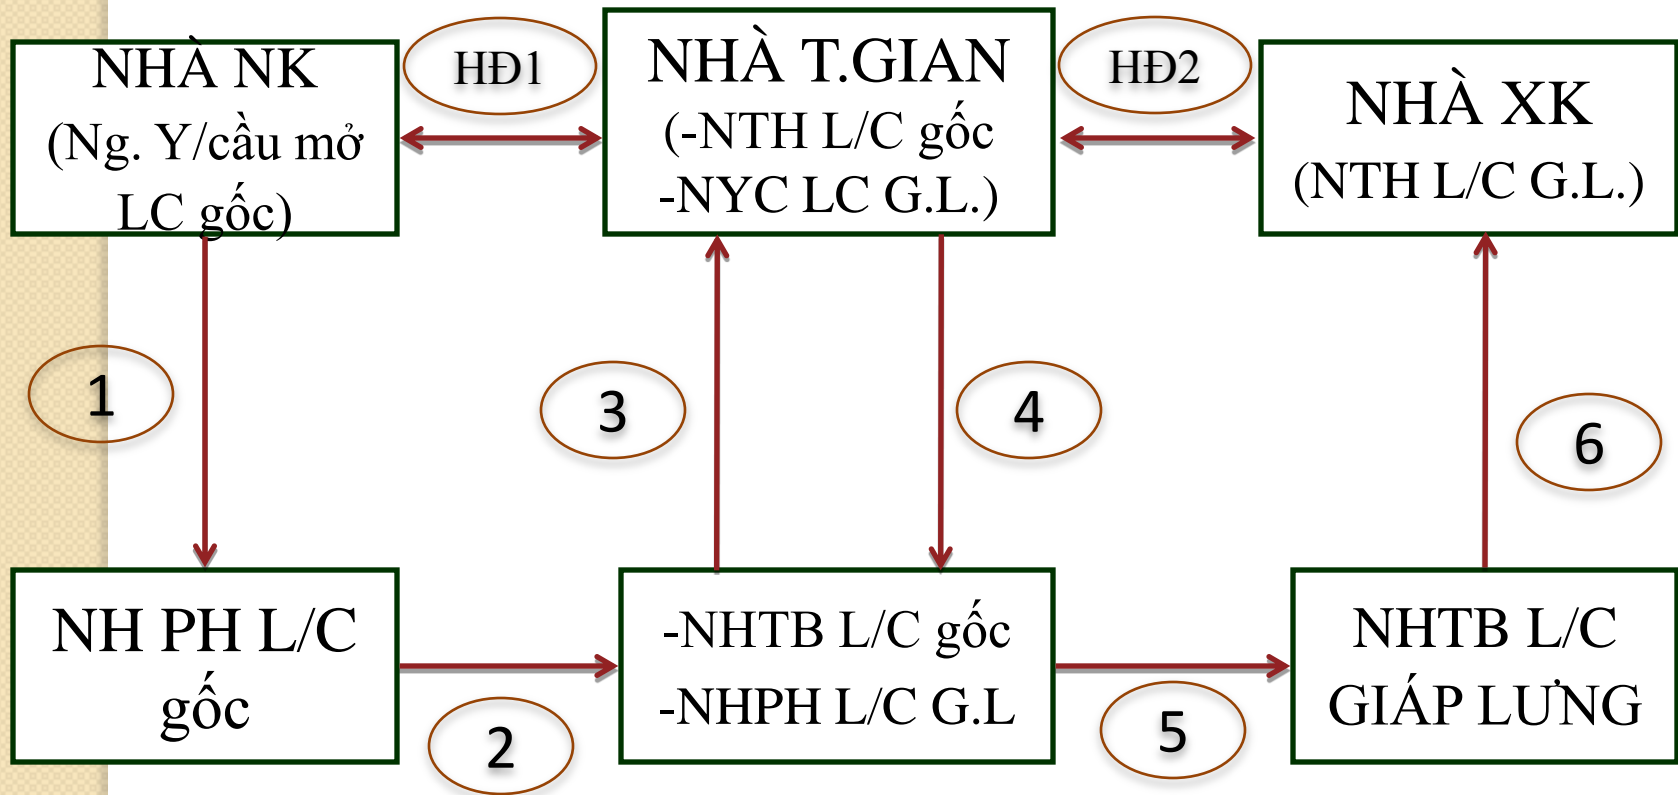 NHÀ NK
(Ng. Y/cầu mở
LC gốc)
HĐ1
NHÀ T.GIAN
(-NTH L/C gốc
-NYC LC G.L.)
HĐ2
NHÀ XK
(NTH L/C G.L.)
1
3
4
6
NH PH L/C
gốc
2
-NHTB L/C gốc
-NHPH L/C G.L
5
NHTB L/C
GIÁP LƯNG